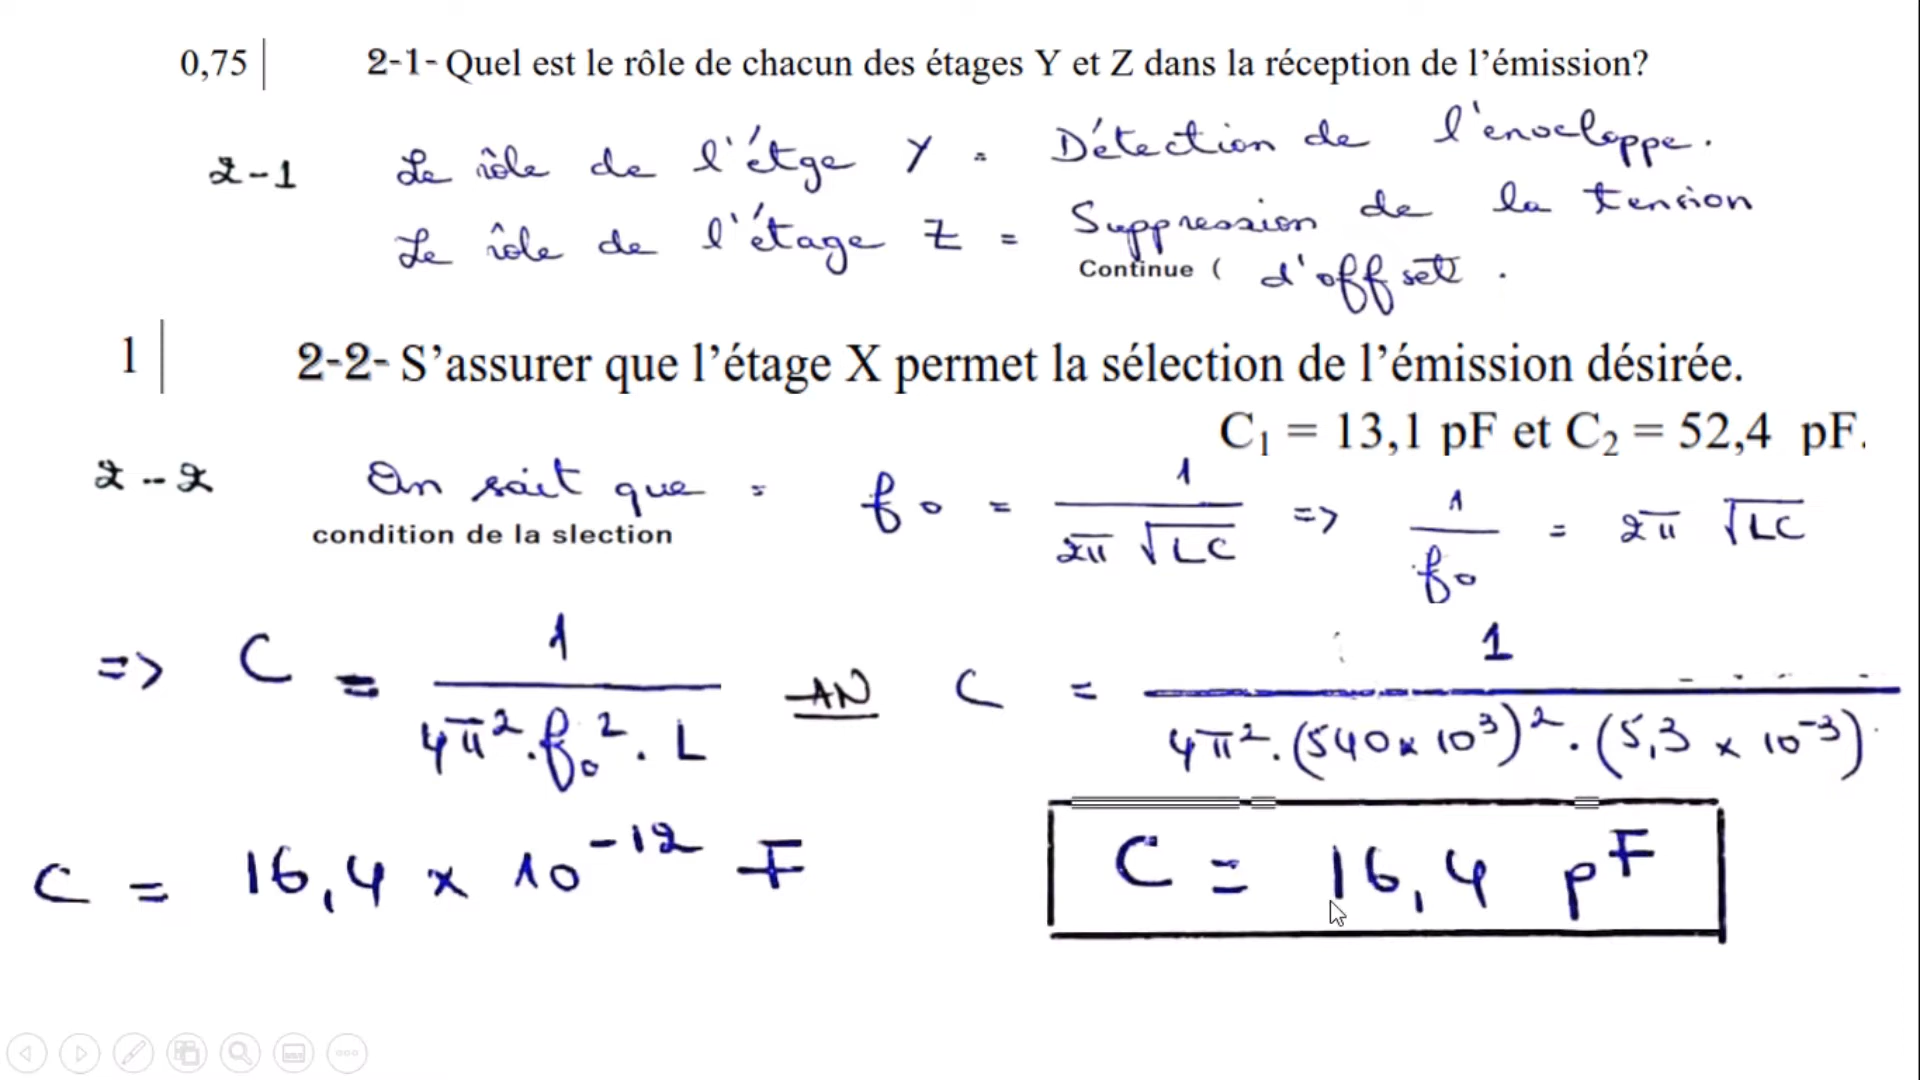 0,75 | 2-1- Quel est le rôle de chacun des étages Y et Z dans la réception de l'émission?
2-1 Le rôle de l'étge Y = Détection de l'enveloppe.
Le rôle de l'étage Z = Suppression de la tension
Continue ( d'offset .
1 | 2-2- S'assurer que l'étage X permet la sélection de l'émission désirée.
C₁ = 13,1 pF et C₂ = 52,4 pF.
2-2 On sait que = f₀ = 1 / 2π √LC => 1 / f₀ = 2π √LC
condition de la slection
=> C = 1 / 4π².f₀².L AN C = 1 / 4π².(540×10³)².(5,3 × 10⁻³)
C = 16,4 × 10⁻¹² F
C = 16,4 pF